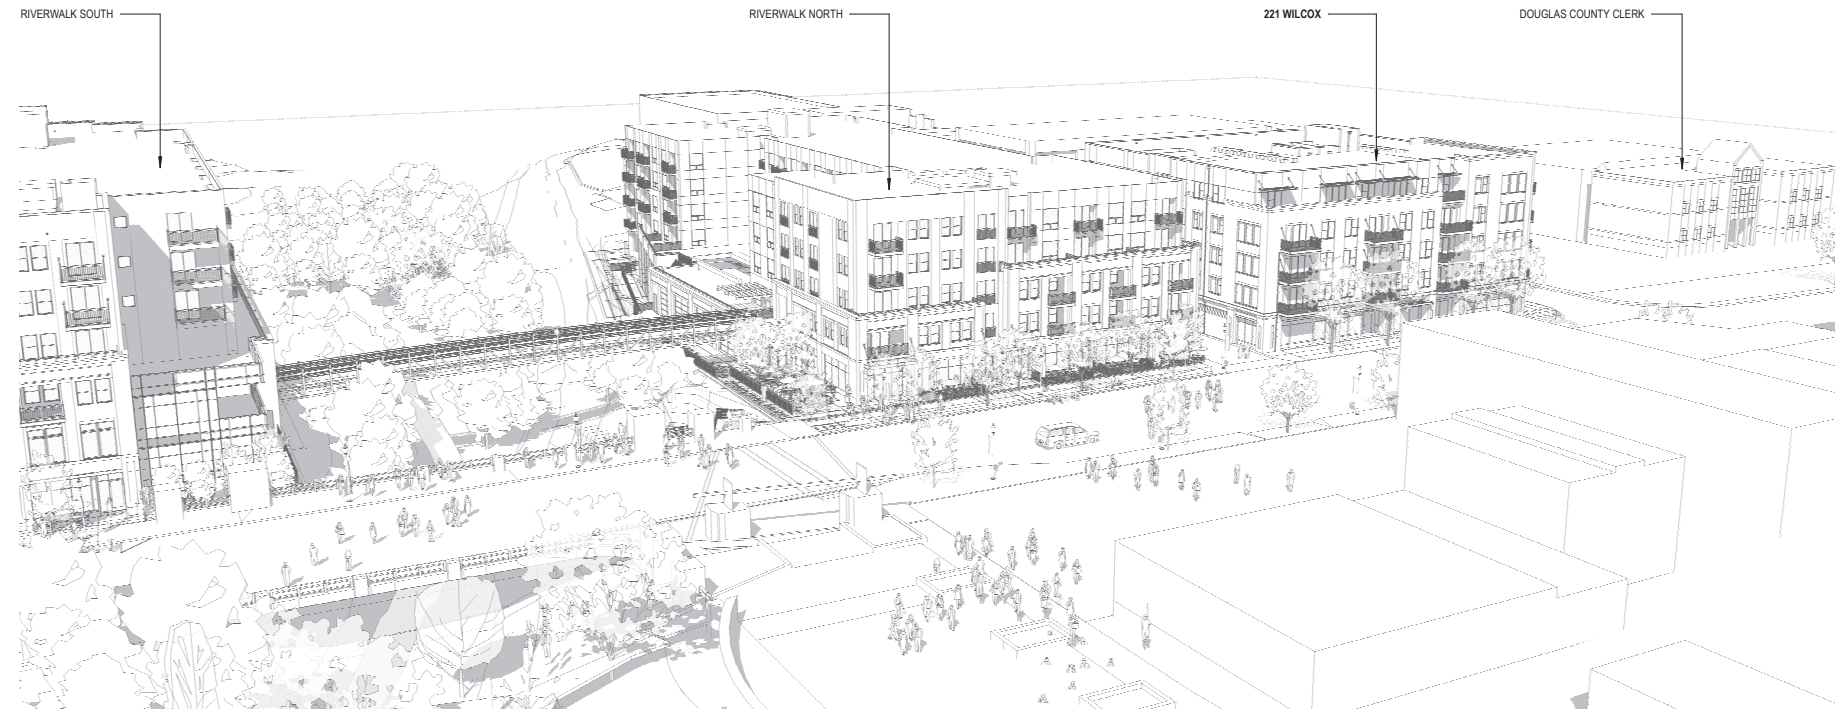 RIVERWALK SOUTH
RIVERWALK NORTH
221 WILCOX
DOUGLAS COUNTY CLERK